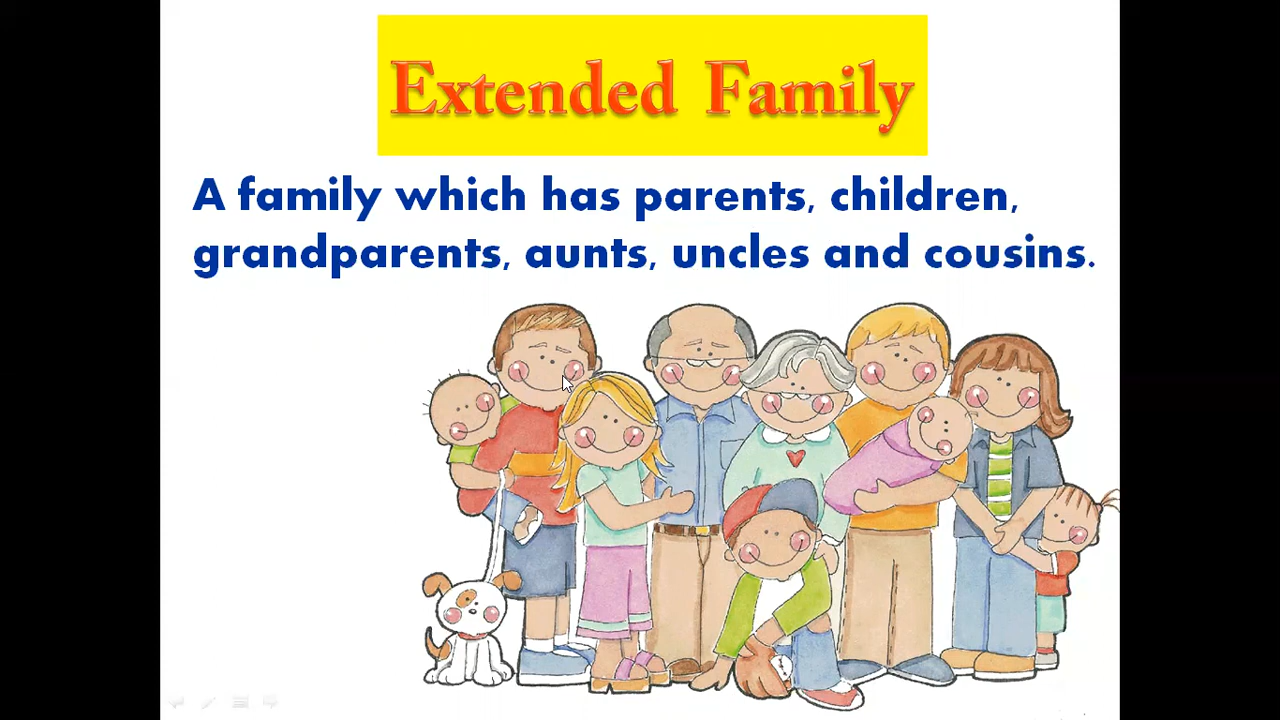 Extended Family
A family which has parents, children,
grandparents, aunts, uncles and cousins.